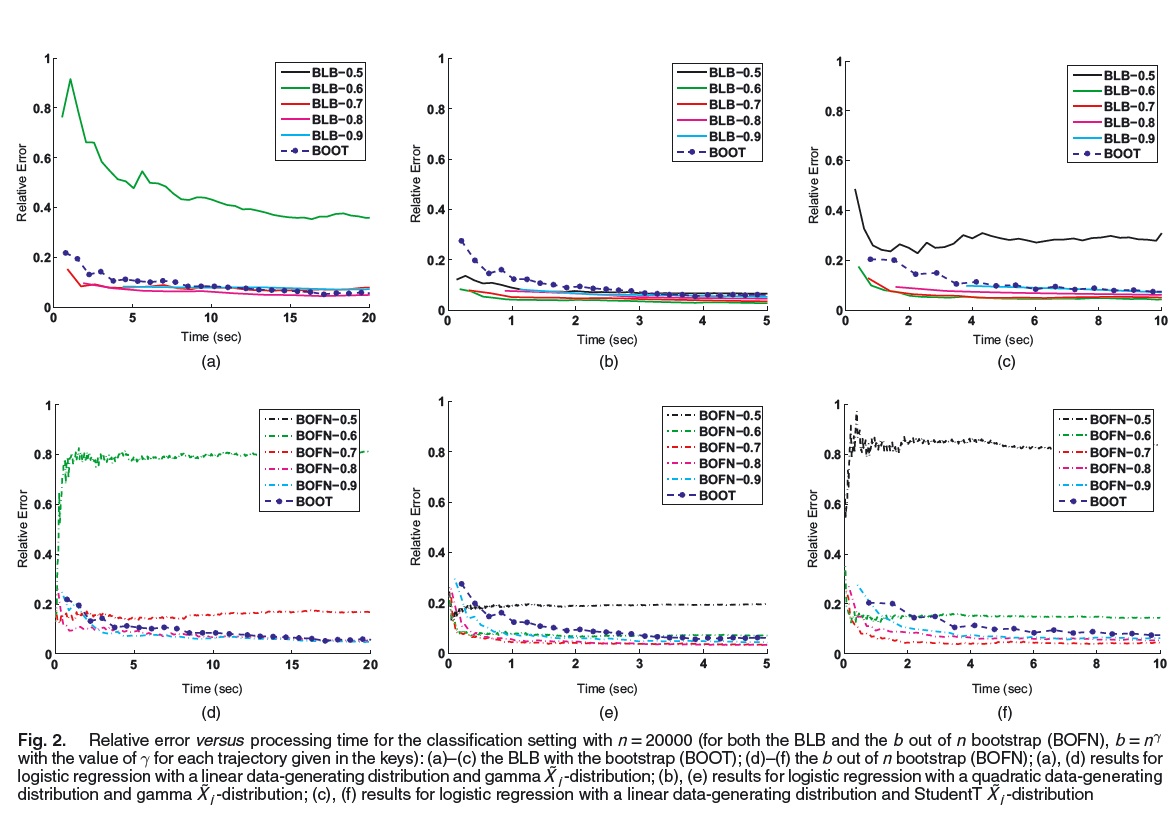 1
0.8
0.6
0.4
0.2
0
Relative Error
BLB−0.5
BLB−0.6
BLB−0.7
BLB−0.8
BLB−0.9
BOOT
0 5 10 15 20
Time (sec)
(a)
1
0.8
0.6
0.4
0.2
0
Relative Error
BLB−0.5
BLB−0.6
BLB−0.7
BLB−0.8
BLB−0.9
BOOT
0 1 2 3 4 5
Time (sec)
(b)
1
0.8
0.6
0.4
0.2
0
Relative Error
BLB−0.5
BLB−0.6
BLB−0.7
BLB−0.8
BLB−0.9
BOOT
0 2 4 6 8 10
Time (sec)
(c)
1
0.8
0.6
0.4
0.2
0
Relative Error
BOFN−0.5
BOFN−0.6
BOFN−0.7
BOFN−0.8
BOFN−0.9
BOOT
0 5 10 15 20
Time (sec)
(d)
1
0.8
0.6
0.4
0.2
0
Relative Error
BOFN−0.5
BOFN−0.6
BOFN−0.7
BOFN−0.8
BOFN−0.9
BOOT
0 1 2 3 4 5
Time (sec)
(e)
1
0.8
0.6
0.4
0.2
0
Relative Error
BOFN−0.5
BOFN−0.6
BOFN−0.7
BOFN−0.8
BOFN−0.9
BOOT
0 2 4 6 8 10
Time (sec)
(f)
Fig. 2. Relative error versus processing time for the classification setting with n = 20000 (for both the BLB and the b out of n bootstrap (BOFN), b = n^γ
with the value of γ for each trajectory given in the keys): (a)–(c) the BLB with the bootstrap (BOOT); (d)–(f) the b out of n bootstrap (BOFN); (a), (d) results for
logistic regression with a linear data-generating distribution and gamma X̃_i-distribution; (b), (e) results for logistic regression with a quadratic data-generating
distribution and gamma X̃_i-distribution; (c), (f) results for logistic regression with a linear data-generating distribution and StudentT X̃_i-distribution